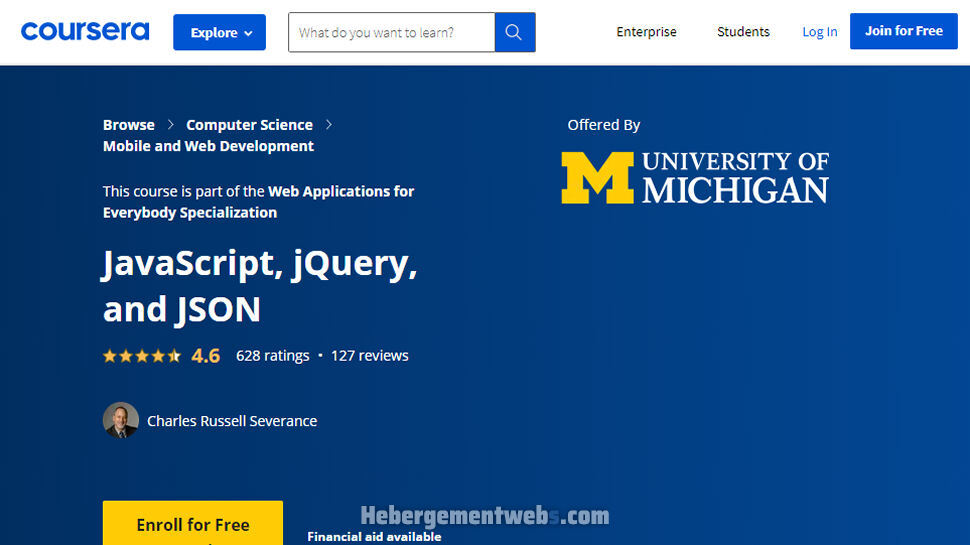 coursera
Explore
What do you want to learn?
Enterprise
Students
Log In
Join for Free
Browse > Computer Science >
Mobile and Web Development
This course is part of the Web Applications for
Everybody Specialization
Offered By
M UNIVERSITY OF
MICHIGAN
JavaScript, jQuery,
and JSON
4.6 628 ratings • 127 reviews
Charles Russell Severance
Enroll for Free
Financial aid available
Hebergementwebs.com